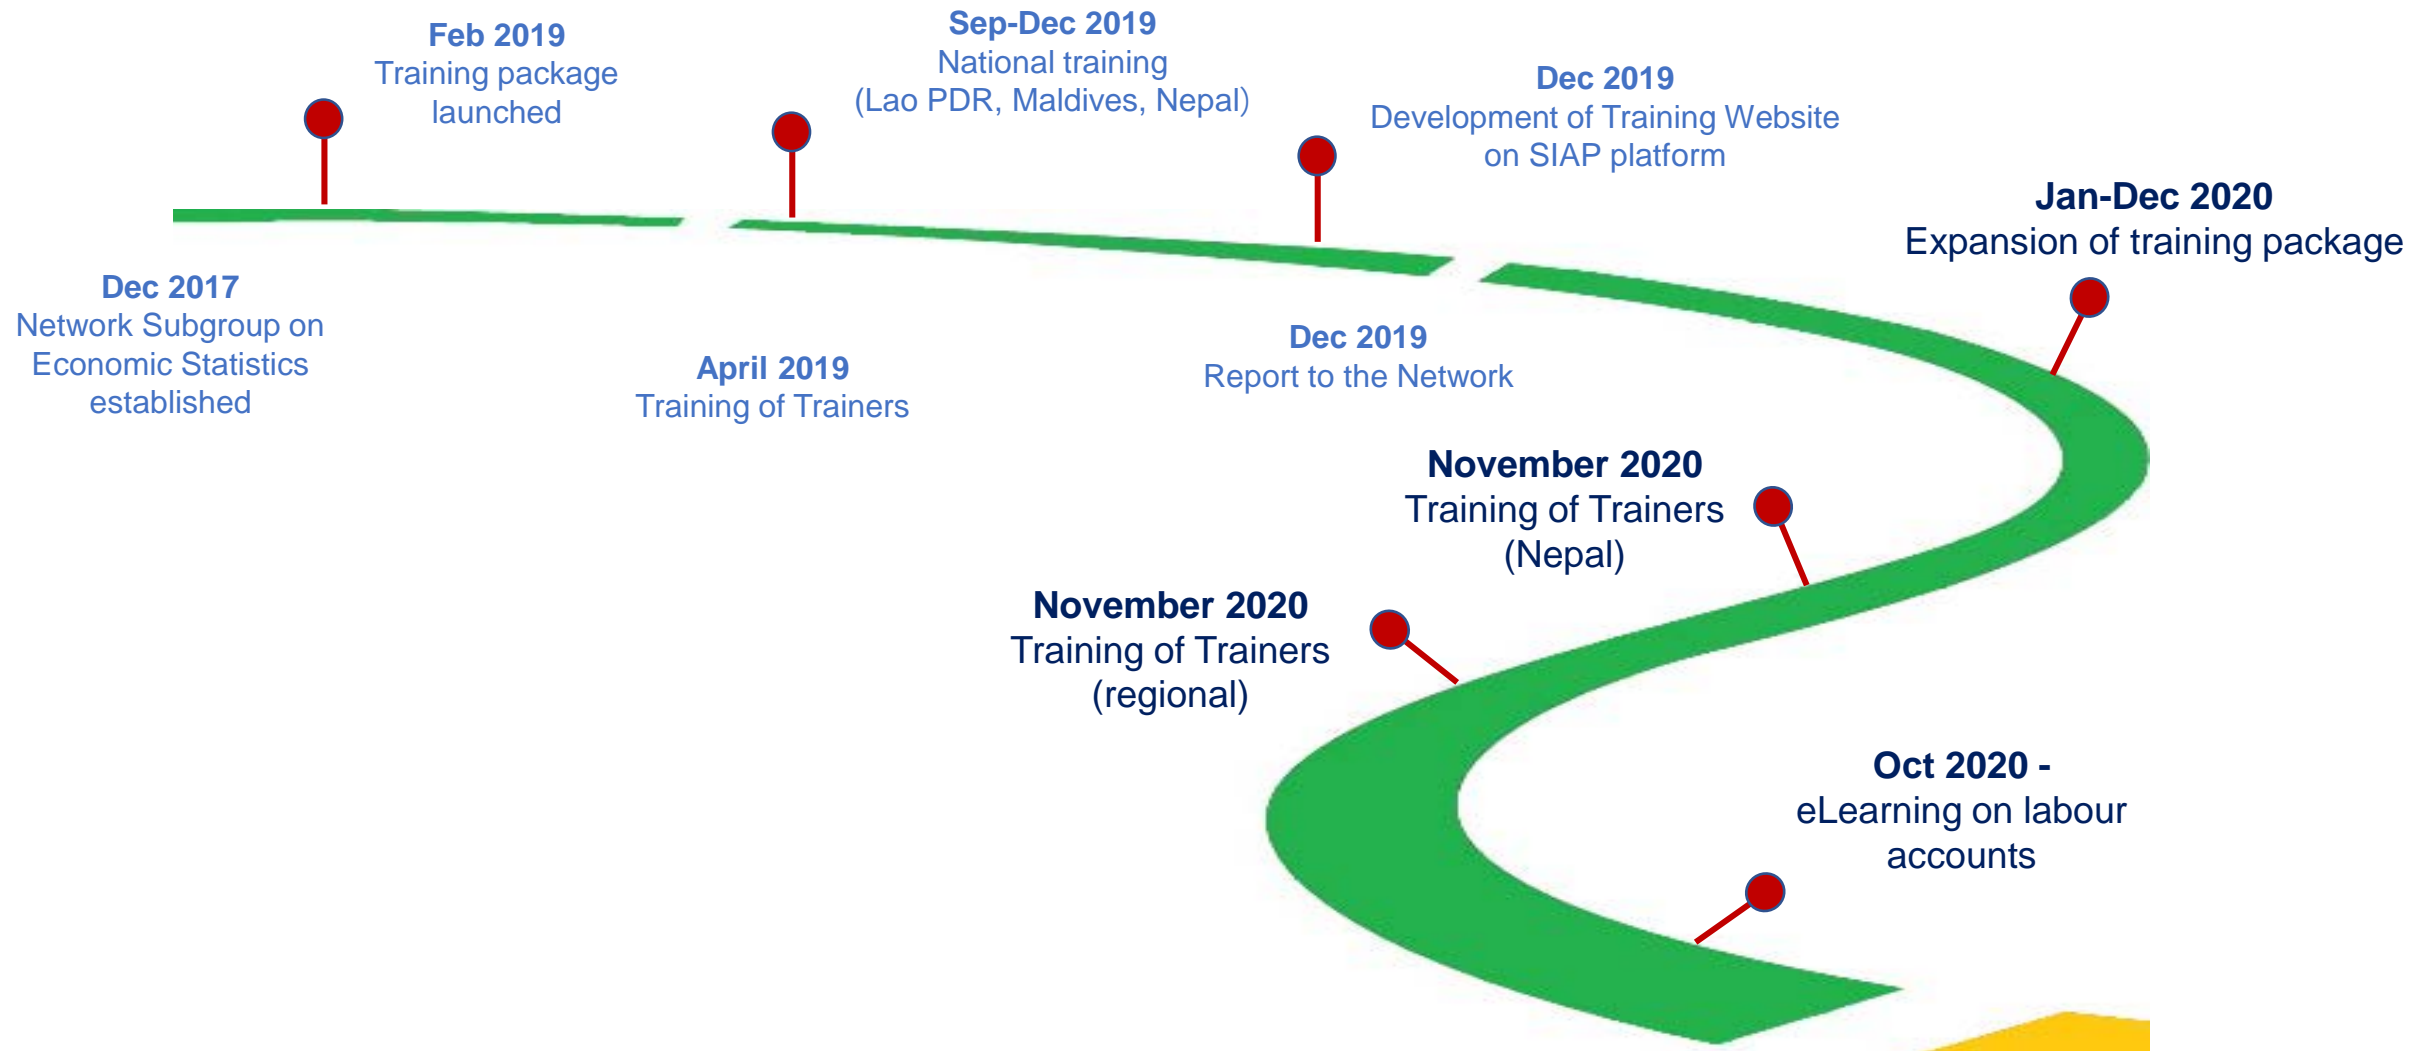 Dec 2017
Network Subgroup on
Economic Statistics
established
Feb 2019
Training package
launched
April 2019
Training of Trainers
Sep-Dec 2019
National training
(Lao PDR, Maldives, Nepal)
Dec 2019
Report to the Network
Dec 2019
Development of Training Website
on SIAP platform
Jan-Dec 2020
Expansion of training package
November 2020
Training of Trainers
(Nepal)
November 2020
Training of Trainers
(regional)
Oct 2020 -
eLearning on labour
accounts